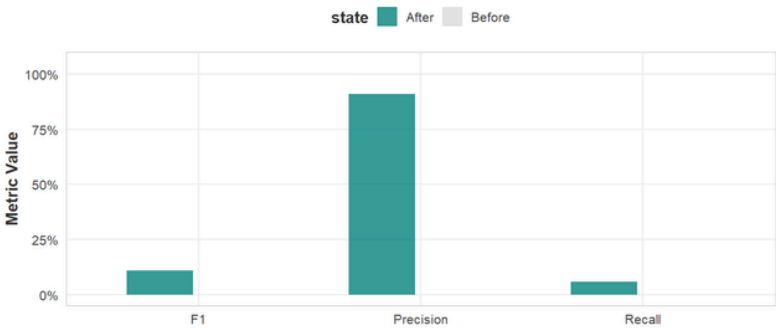 state After Before
100%
75%
50%
25%
0%
Metric Value
F1 Precision Recall